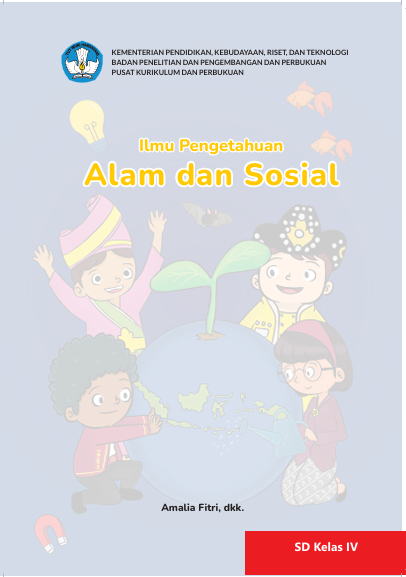 KEMENTERIAN PENDIDIKAN, KEBUDAYAAN, RISET, DAN TEKNOLOGI
BADAN PENELITIAN DAN PENGEMBANGAN DAN PERBUKUAN
PUSAT KURIKULUM DAN PERBUKUAN
Ilmu Pengetahuan
Alam dan Sosial
Amalia Fitri, dkk.
SD Kelas IV